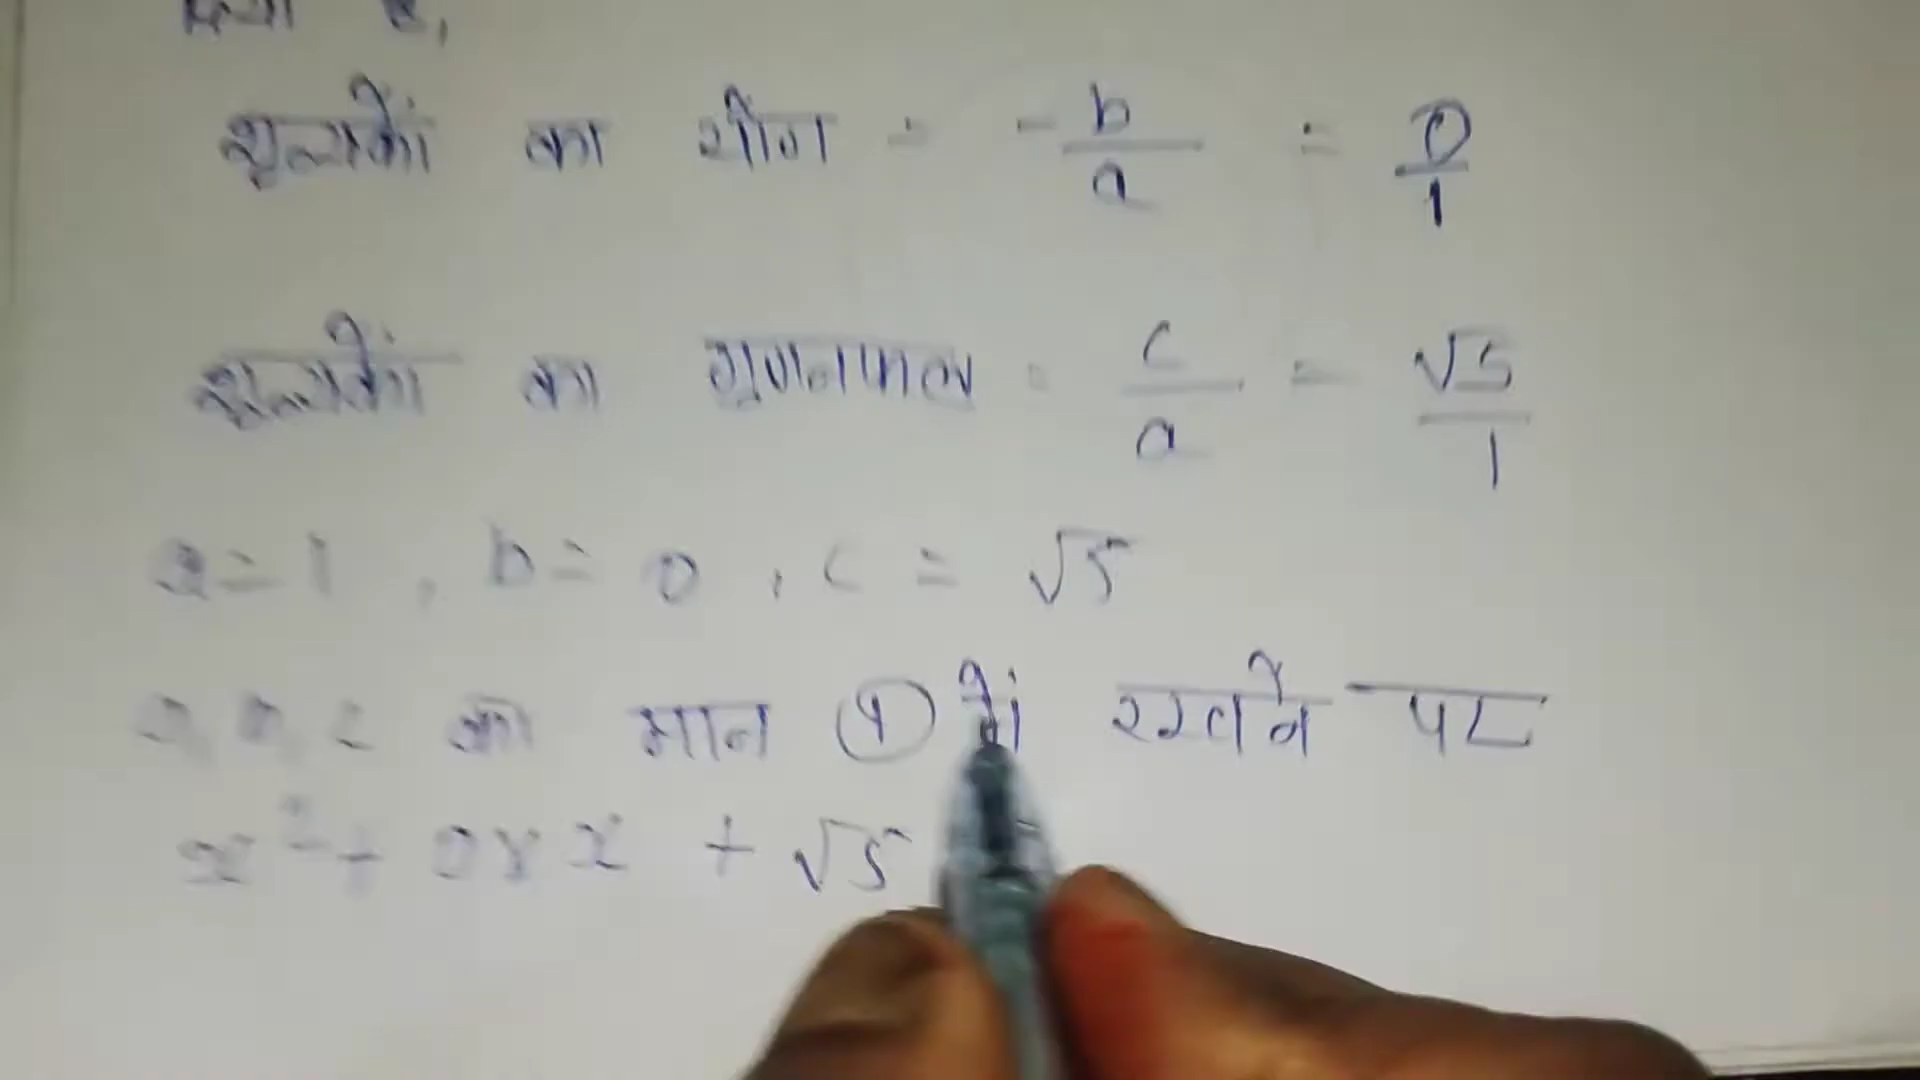 शून्यकों का योग = -b/a = 0/1
शून्यकों का गुणनफल = c/a = √5/1
a = 1, b = 0, c = √5
a, b, c का मान ① में रखने पर
x² + 0×x + √5